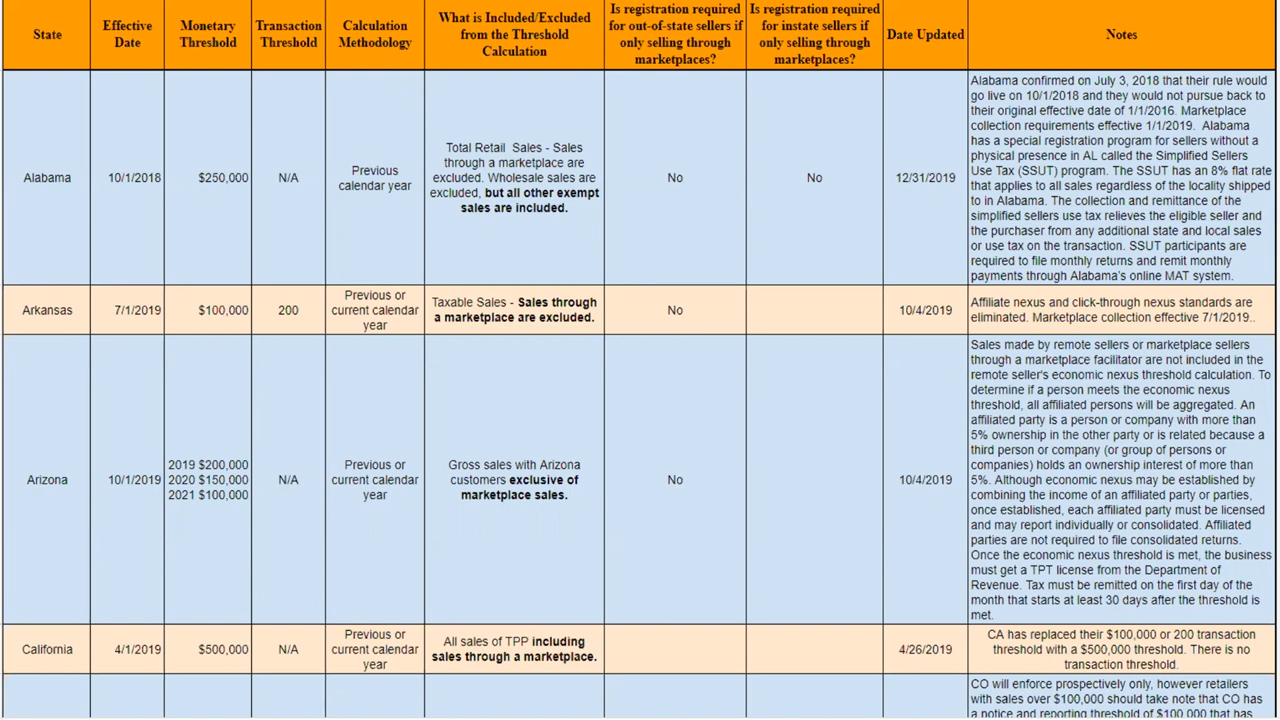 State
Effective
Date
Monetary
Threshold
Transaction
Threshold
Calculation
Methodology
What is Included/Excluded
from the Threshold
Calculation
Is registration required
for out-of-state sellers if
only selling through
marketplaces?
Is registration required
for instate sellers if
only selling through
marketplaces?
Date Updated
Notes
Alabama
10/1/2018
$250,000
N/A
Previous
calendar year
Total Retail Sales - Sales
through a marketplace are
excluded. Wholesale sales are
excluded, but all other exempt
sales are included.
No
No
12/31/2019
Alabama confirmed on July 3, 2018 that their rule would
go live on 10/1/2018 and they would not pursue back to
their original effective date of 1/1/2016. Marketplace
collection requirements effective 1/1/2019. Alabama
has a special registration program for sellers without a
physical presence in AL called the Simplified Sellers
Use Tax (SSUT) program. The SSUT has an 8% flat rate
that applies to all sales regardless of the locality shipped
to in Alabama. The collection and remittance of the
simplified sellers use tax relieves the eligible seller and
the purchaser from any additional state and local sales
or use tax on the transaction. SSUT participants are
required to file monthly returns and remit monthly
payments through Alabama's online MAT system.
Arkansas
7/1/2019
$100,000
200
Previous or
current calendar
year
Taxable Sales - Sales through
a marketplace are excluded.
No
10/4/2019
Affiliate nexus and click-through nexus standards are
eliminated. Marketplace collection effective 7/1/2019..
Arizona
10/1/2019
2019 $200,000
2020 $150,000
2021 $100,000
N/A
Previous or
current calendar
year
Gross sales with Arizona
customers exclusive of
marketplace sales.
No
10/4/2019
Sales made by remote sellers or marketplace sellers
through a marketplace facilitator are not included in the
remote seller's economic nexus threshold calculation. To
determine if a person meets the economic nexus
threshold, all affiliated persons will be aggregated. An
affiliated party is a person or company with more than
5% ownership in the other party or is related because a
third person or company (or group of persons or
companies) holds an ownership interest of more than
5%. Although economic nexus may be established by
combining the income of an affiliated party or parties,
once established, each affiliated party must be licensed
and may report individually or consolidated. Affiliated
parties are not required to file consolidated returns.
Once the economic nexus threshold is met, the business
must get a TPT license from the Department of
Revenue. Tax must be remitted on the first day of the
month that starts at least 30 days after the threshold is
met.
California
4/1/2019
$500,000
N/A
Previous or
current calendar
year
All sales of TPP including
sales through a marketplace.
4/26/2019
CA has replaced their $100,000 or 200 transaction
threshold with a $500,000 threshold. There is no
transaction threshold.
CO will enforce prospectively only, however retailers
with sales over $100,000 should take note that CO has
a notice and reporting threshold of $100,000 that has